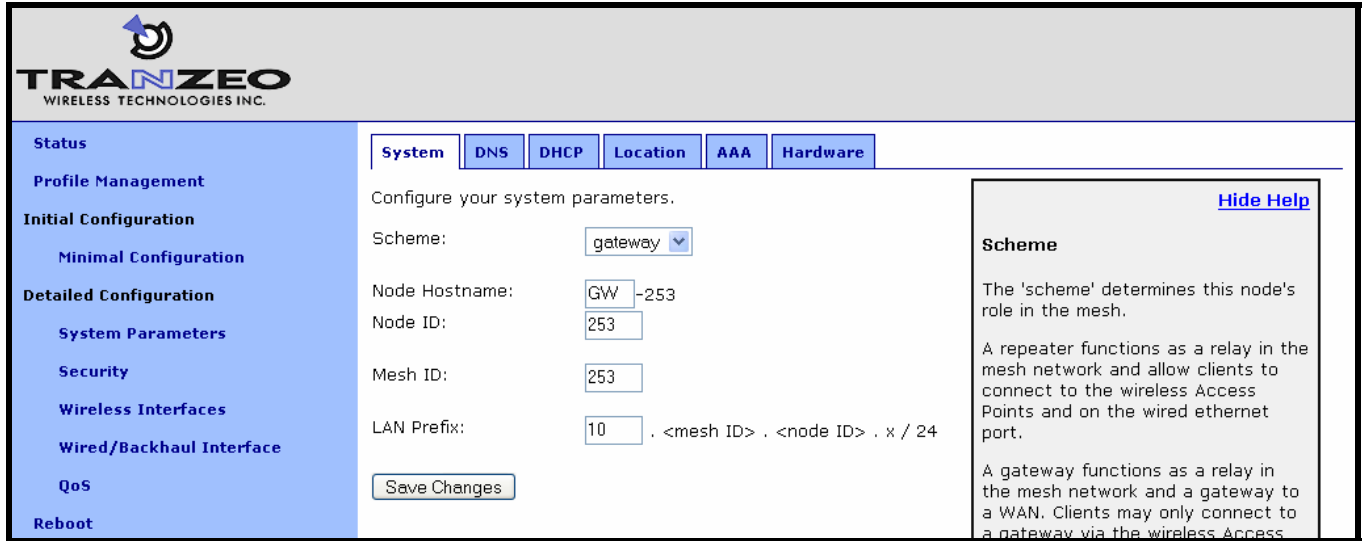 TRANZEO
WIRELESS TECHNOLOGIES INC.
Status
Profile Management
Initial Configuration
Minimal Configuration
Detailed Configuration
System Parameters
Security
Wireless Interfaces
Wired/Backhaul Interface
QoS
Reboot
System DNS DHCP Location AAA Hardware
Configure your system parameters.
Scheme: gateway
Node Hostname: GW -253
Node ID: 253
Mesh ID: 253
LAN Prefix: 10 . <mesh ID> . <node ID> . x / 24
Save Changes
Hide Help
Scheme
The 'scheme' determines this node's
role in the mesh.
A repeater functions as a relay in the
mesh network and allow clients to
connect to the wireless Access
Points and on the wired ethernet
port.
A gateway functions as a relay in
the mesh network and a gateway to
a WAN. Clients may only connect to
a gateway via the wireless Access